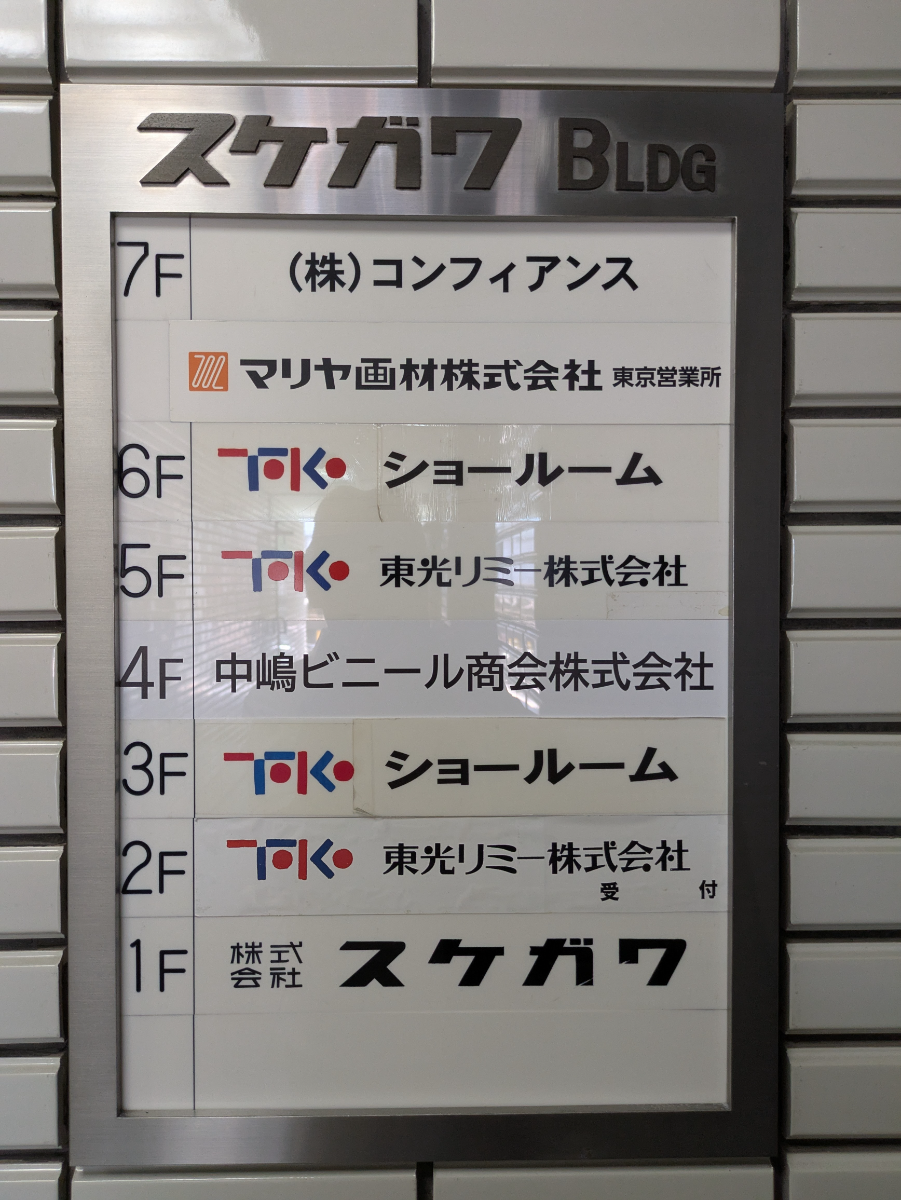 スケガワ BLDG
7F (株)コンフィアンス
マリヤ画材株式会社 東京営業所
6F TOKO ショールーム
5F TOKO 東光リミー株式会社
4F 中嶋ビニール商会株式会社
3F TOKO ショールーム
2F TOKO 東光リミー株式会社
受付
1F 株式会社 スケガワ